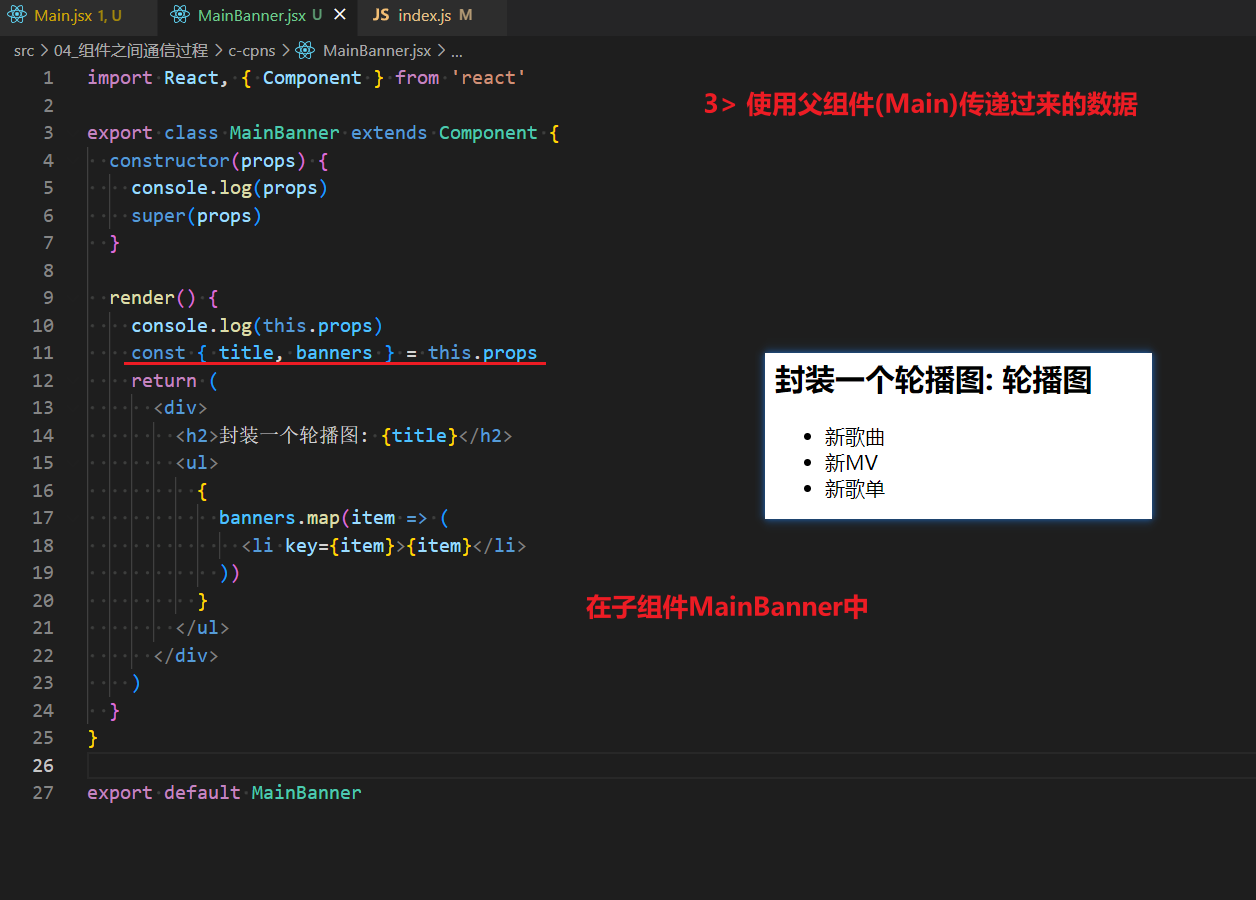 Main.jsx 1, U
MainBanner.jsx U
JS index.js M
src > 04_组件之间通信过程 > c-cpns > MainBanner.jsx > ...
1 import React, { Component } from 'react'
2
3> 使用父组件(Main)传递过来的数据
3 export class MainBanner extends Component {
4   constructor(props) {
5     console.log(props)
6     super(props)
7   }
8
9   render() {
10     console.log(this.props)
11     const { title, banners } = this.props
12     return (
13       <div>
14         <h2>封装一个轮播图: {title}</h2>
15         <ul>
16           {
17             banners.map(item => (
18               <li key={item}>{item}</li>
19             ))
20           }
21         </ul>
22       </div>
23     )
24   }
25 }
26
27 export default MainBanner
封装一个轮播图: 轮播图
• 新歌曲
• 新MV
• 新歌单
在子组件MainBanner中